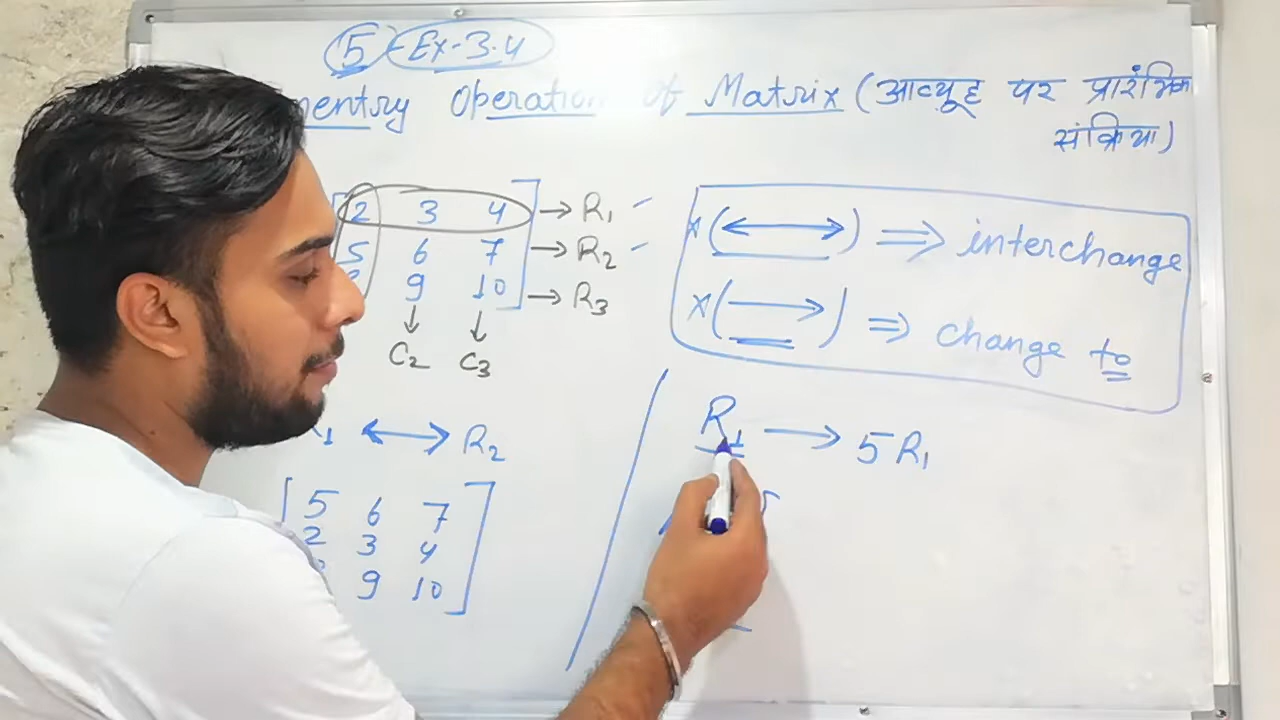 5 Ex-3.4
mentry Operation of Matrix (आव्यूह पर प्रारंभिक
संक्रिया)
2 3 4 → R1
5 6 7 → R2
9 10 → R3
↓ ↓
C2 C3
×(↔) ⇒ interchange
×(→) ⇒ change to
R1 ↔ R2
5 6 7
2 3 4
9 10
R1 → 5R1